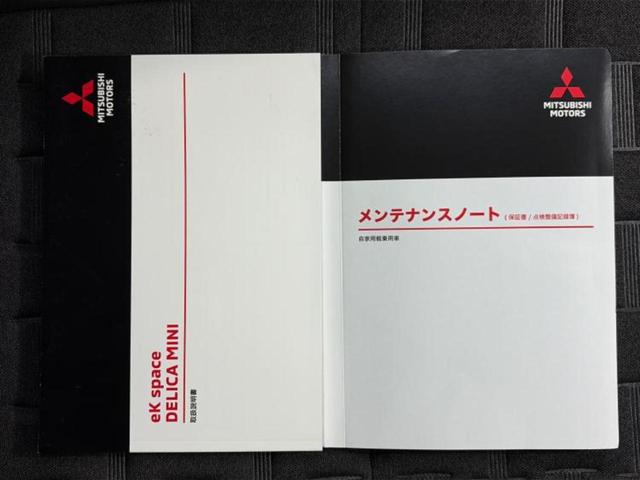 MITSUBISHI
MOTORS
eK space
DELICA MINI
取扱説明書
MITSUBISHI
MOTORS
メンテナンスノート (保証書 / 点検整備記録簿)
自家用軽乗用車